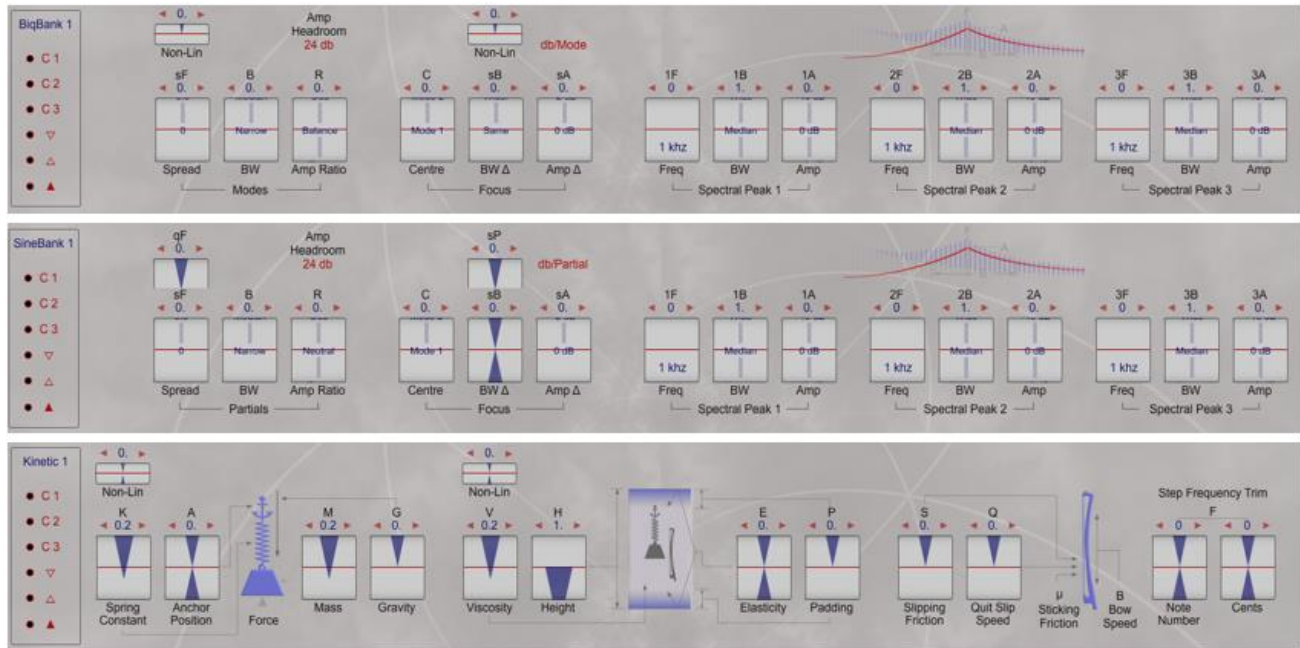 BiqBank 1
C 1
C 2
C 3
0. 0.
Non-Lin Amp Headroom 24 db Non-Lin db/Mode
sF B R C sB sA 1F 1B 1A 2F 2B 2A 3F 3B 3A
0. 0. 0. 0. 0. 0. 0 1. 0. 0 1. 0. 0 1. 0.
0 Narrow Balance Mode 1 Same 0 dB Median 0 dB Median 0 dB Median 0 dB
1 khz 1 khz 1 khz
Spread BW Amp Ratio Centre BW Δ Amp Δ Freq BW Amp Freq BW Amp Freq BW Amp
Modes Focus Spectral Peak 1 Spectral Peak 2 Spectral Peak 3
SineBank 1
C 1
C 2
C 3
qF sP
0. 0.
Amp Headroom 24 db db/Partial
sF B R C sB sA 1F 1B 1A 2F 2B 2A 3F 3B 3A
0. 0. 0. 0. 0. 0. 0 1. 0. 0 1. 0. 0 1. 0.
0 Narrow Neutral Mode 1 0 dB Median 0 dB Median 0 dB Median 0 dB
1 khz 1 khz 1 khz
Spread BW Amp Ratio Centre BW Δ Amp Δ Freq BW Amp Freq BW Amp Freq BW Amp
Partials Focus Spectral Peak 1 Spectral Peak 2 Spectral Peak 3
Kinetic 1
C 1
C 2
C 3
0. 0.
Non-Lin Non-Lin Step Frequency Trim
K A M G V H E P S Q F
0.2 0. 0.2 0. 0.2 1. 0. 0. 0. 0. 0 0
Spring Constant Anchor Position Force Mass Gravity Viscosity Height Elasticity Padding Slipping Friction Quit Slip Speed μ Sticking Friction B Bow Speed Note Number Cents